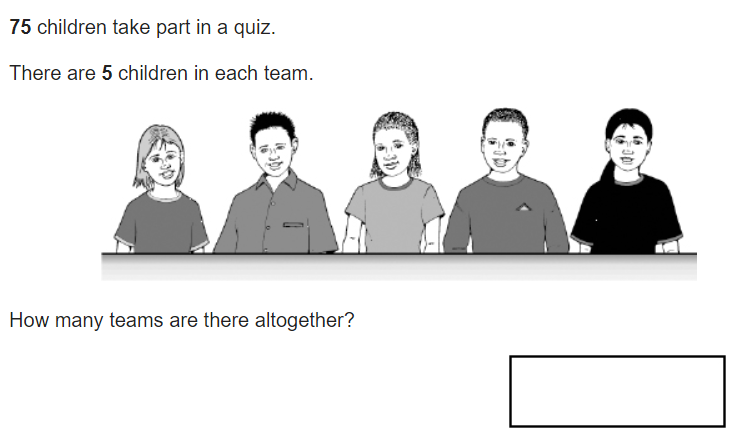 75 children take part in a quiz.
There are 5 children in each team.
How many teams are there altogether?